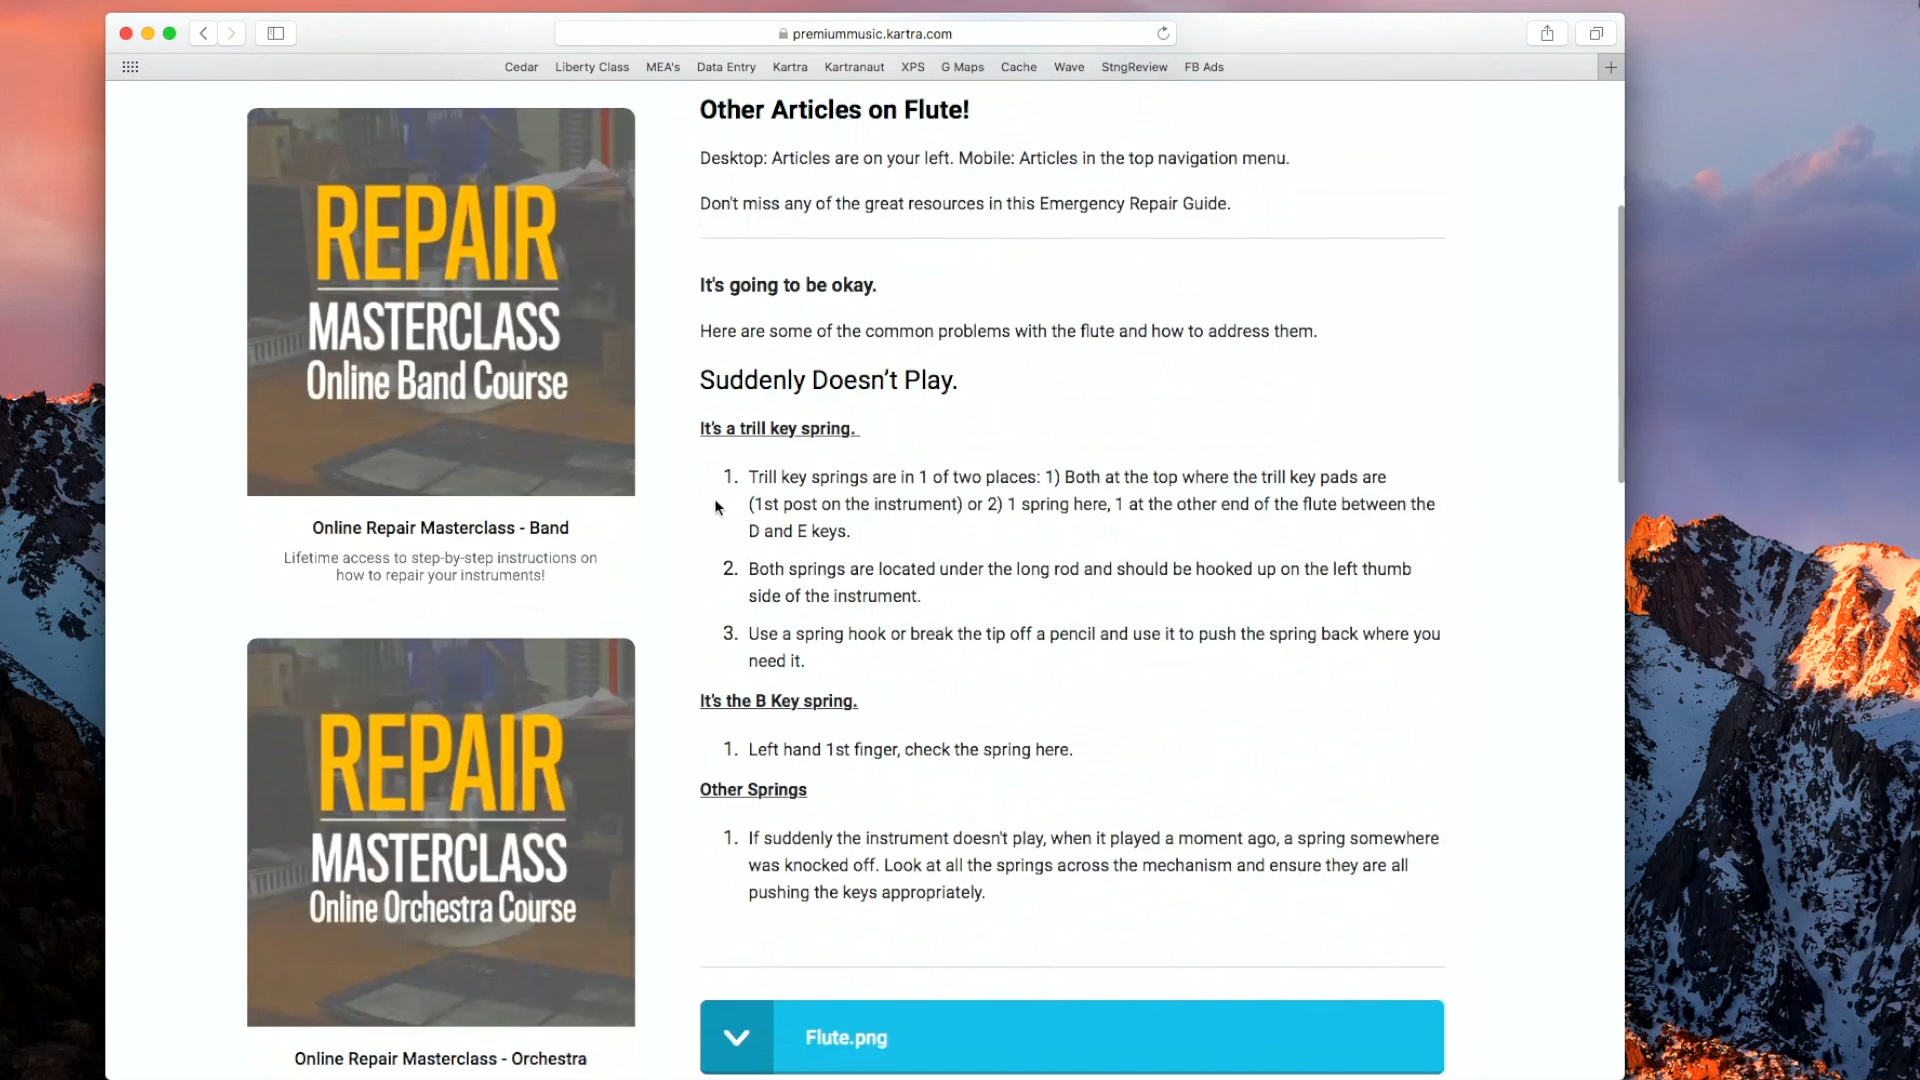 premiummusic.kartra.com
Cedar Liberty Class MEA's Data Entry Kartra Kartranaut XPS G Maps Cache Wave StngReview FB Ads
REPAIR
MASTERCLASS
Online Band Course
Online Repair Masterclass - Band
Lifetime access to step-by-step instructions on
how to repair your instruments!
REPAIR
MASTERCLASS
Online Orchestra Course
Online Repair Masterclass - Orchestra
Other Articles on Flute!
Desktop: Articles are on your left. Mobile: Articles in the top navigation menu.
Don't miss any of the great resources in this Emergency Repair Guide.
It's going to be okay.
Here are some of the common problems with the flute and how to address them.
Suddenly Doesn’t Play.
It's a trill key spring.
1. Trill key springs are in 1 of two places: 1) Both at the top where the trill key pads are
(1st post on the instrument) or 2) 1 spring here, 1 at the other end of the flute between the
D and E keys.
2. Both springs are located under the long rod and should be hooked up on the left thumb
side of the instrument.
3. Use a spring hook or break the tip off a pencil and use it to push the spring back where you
need it.
It's the B Key spring.
1. Left hand 1st finger, check the spring here.
Other Springs
1. If suddenly the instrument doesn't play, when it played a moment ago, a spring somewhere
was knocked off. Look at all the springs across the mechanism and ensure they are all
pushing the keys appropriately.
Flute.png